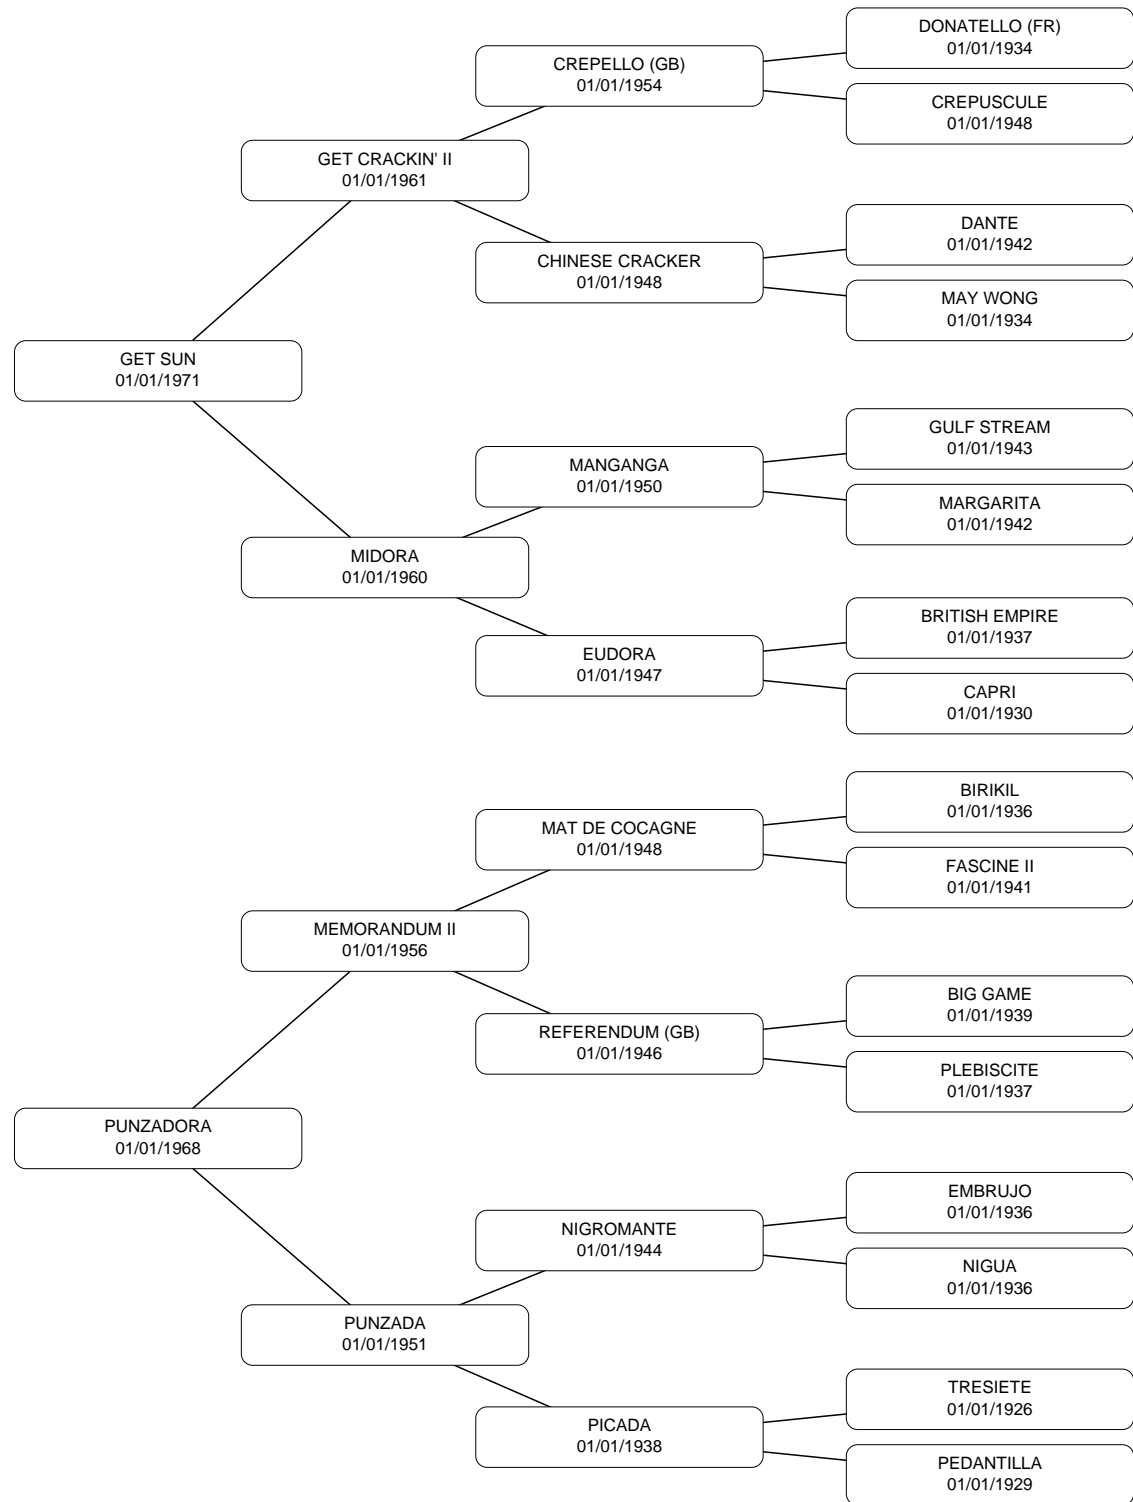 DONATELLO (FR)
01/01/1934
CREPELLO (GB)
01/01/1954
CREPUSCULE
01/01/1948
GET CRACKIN' II
01/01/1961
DANTE
01/01/1942
CHINESE CRACKER
01/01/1948
MAY WONG
01/01/1934
GET SUN
01/01/1971
GULF STREAM
01/01/1943
MANGANGA
01/01/1950
MARGARITA
01/01/1942
MIDORA
01/01/1960
BRITISH EMPIRE
01/01/1937
EUDORA
01/01/1947
CAPRI
01/01/1930
BIRIKIL
01/01/1936
MAT DE COCAGNE
01/01/1948
FASCINE II
01/01/1941
MEMORANDUM II
01/01/1956
BIG GAME
01/01/1939
REFERENDUM (GB)
01/01/1946
PLEBISCITE
01/01/1937
PUNZADORA
01/01/1968
EMBRUJO
01/01/1936
NIGROMANTE
01/01/1944
NIGUA
01/01/1936
PUNZADA
01/01/1951
TRESIETE
01/01/1926
PICADA
01/01/1938
PEDANTILLA
01/01/1929